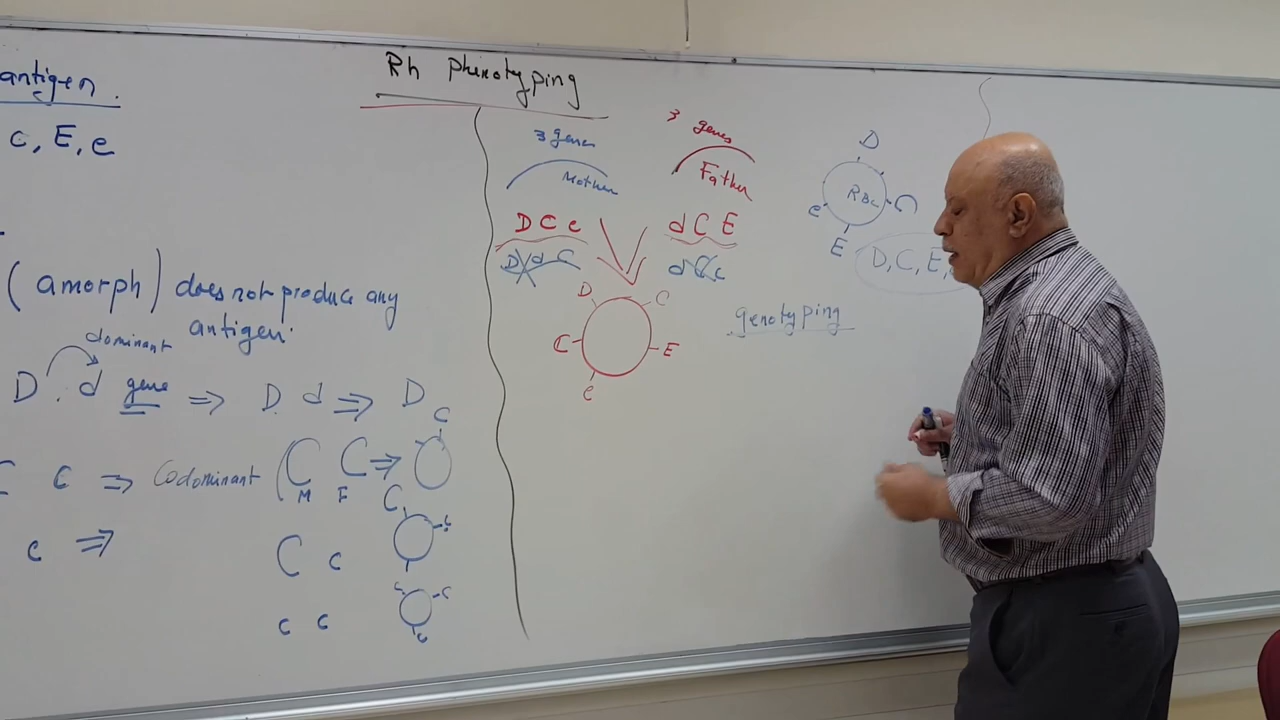 antigen.
c, E, e
(amorph) does not produce any
antigen.
dominant
D . d gene ⇒ D. d ⇒ D
C
C c ⇒ Codominant ( C C ⇒
M F
C
e ⇒
C c
c c
Rh phenotyping
3 genes
Mother
3 genes
Father
D C e
d C E
D C
C E
e
D
RBC
e
E
D, C, E,
Genotyping